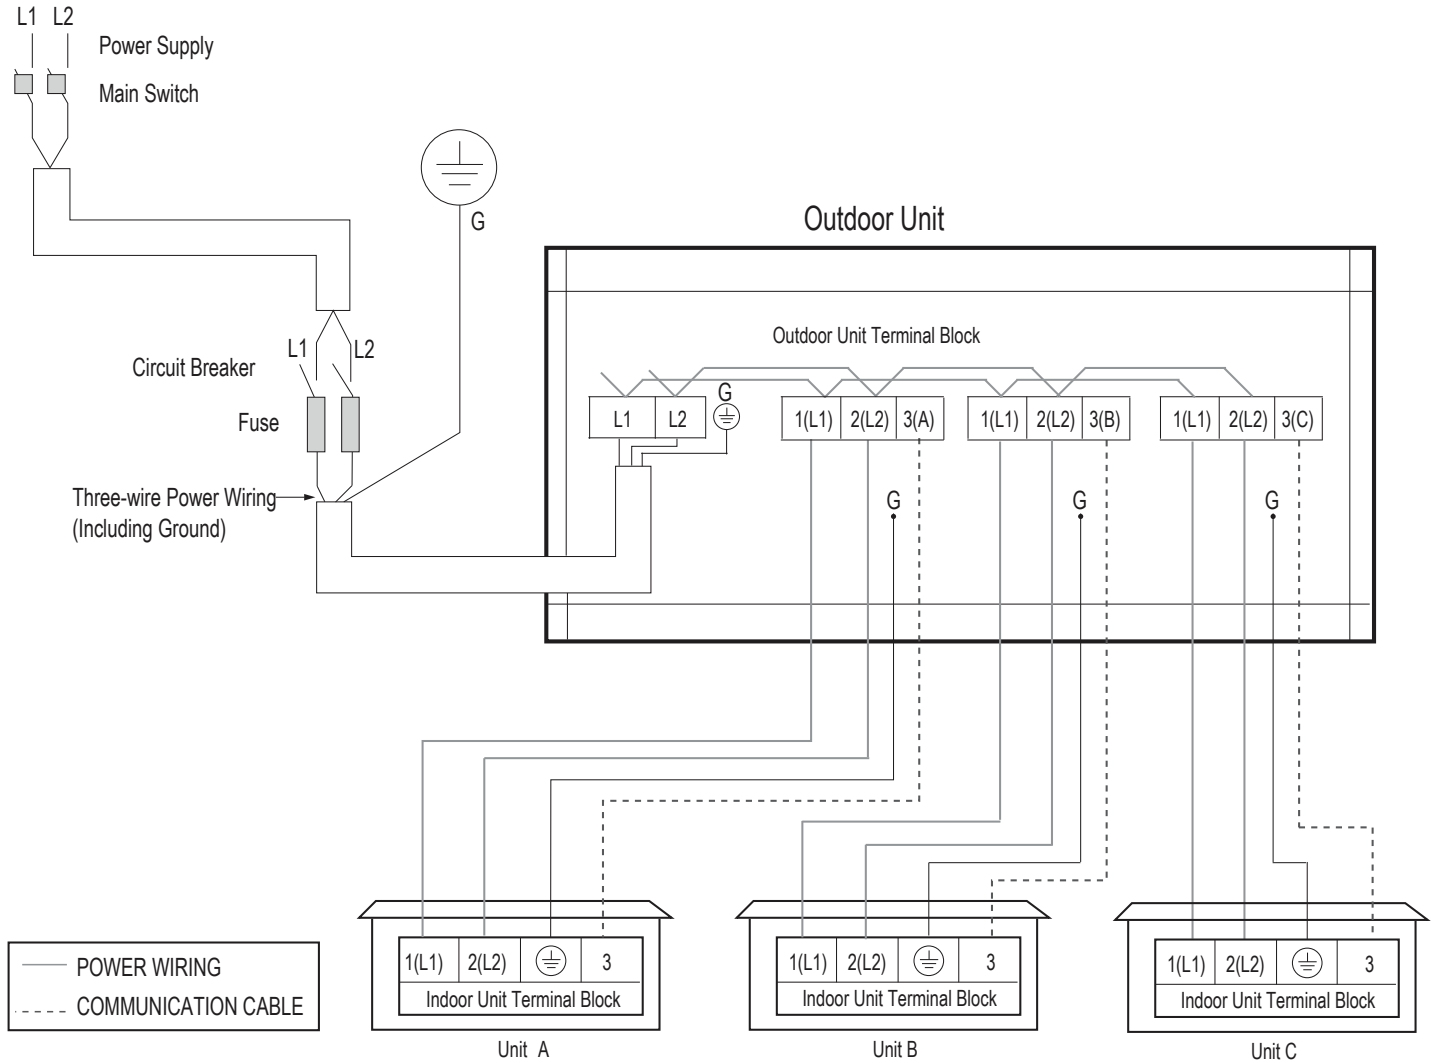 L1 L2
Power Supply
Main Switch
G
Outdoor Unit
Outdoor Unit Terminal Block
L1 L2
Circuit Breaker
Fuse
G
L1 L2
1(L1) 2(L2) 3(A)
1(L1) 2(L2) 3(B)
1(L1) 2(L2) 3(C)
Three-wire Power Wiring
(Including Ground)
G G G
POWER WIRING
COMMUNICATION CABLE
1(L1) 2(L2) 3
Indoor Unit Terminal Block
Unit A
1(L1) 2(L2) 3
Indoor Unit Terminal Block
Unit B
1(L1) 2(L2) 3
Indoor Unit Terminal Block
Unit C